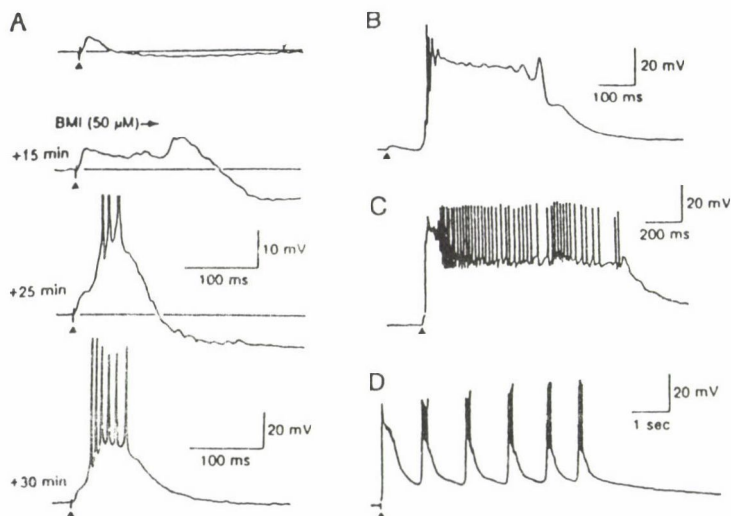 A
BMI (50 µM)→
+15 min
10 mV
100 ms
+25 min
20 mV
100 ms
+30 min
B
20 mV
100 ms
C
20 mV
200 ms
D
20 mV
1 sec